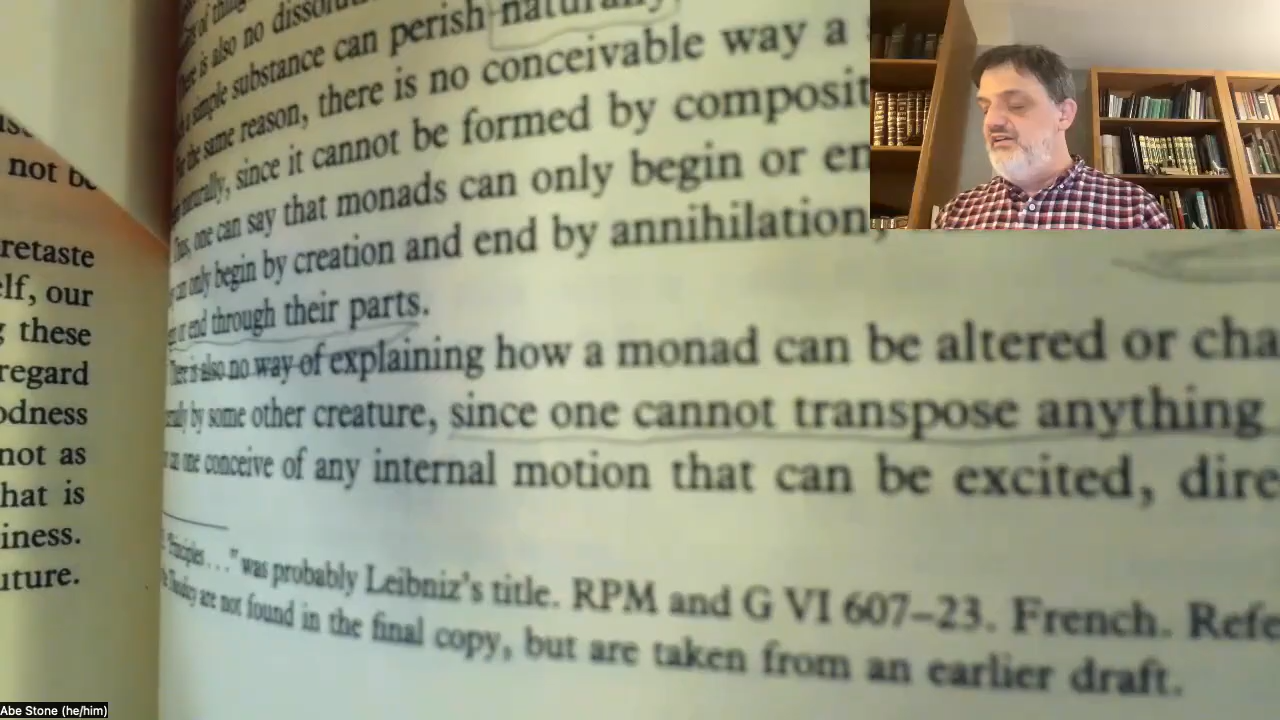 not be
retaste
elf, our
g these
regard
odness
not as
hat is
iness.
uture.
of thing
There is also no dissolu
simple substance can perish naturally
For the same reason, there is no conceivable way a
naturally, since it cannot be formed by composit
Thus, one can say that monads can only begin or en
can only begin by creation and end by annihilation,
or end through their parts.
There is also no way of explaining how a monad can be altered or cha
by some other creature, since one cannot transpose anything
can one conceive of any internal motion that can be excited, dire
"Principles . . ." was probably Leibniz's title. RPM and G VI 607–23. French. Refe
are not found in the final copy, but are taken from an earlier draft.
Abe Stone (he/him)